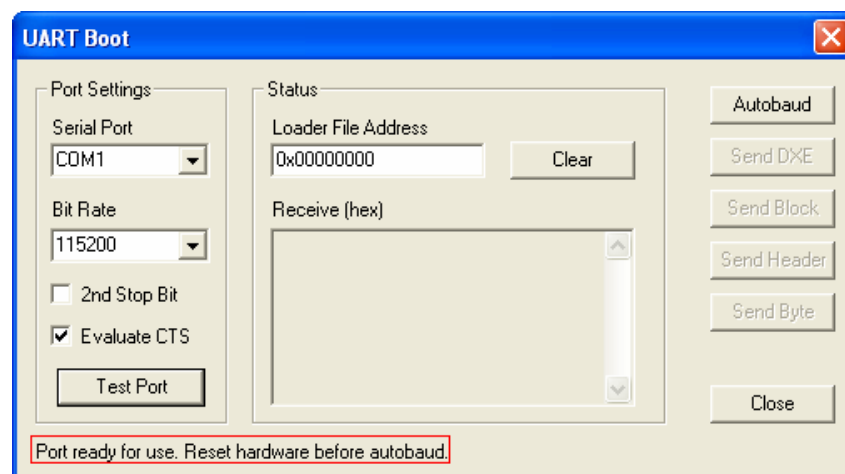 UART Boot
Port Settings
Serial Port
COM1
Bit Rate
115200
2nd Stop Bit
Evaluate CTS
Test Port
Status
Loader File Address
0x00000000
Clear
Receive (hex)
Autobaud
Send DXE
Send Block
Send Header
Send Byte
Close
Port ready for use. Reset hardware before autobaud.